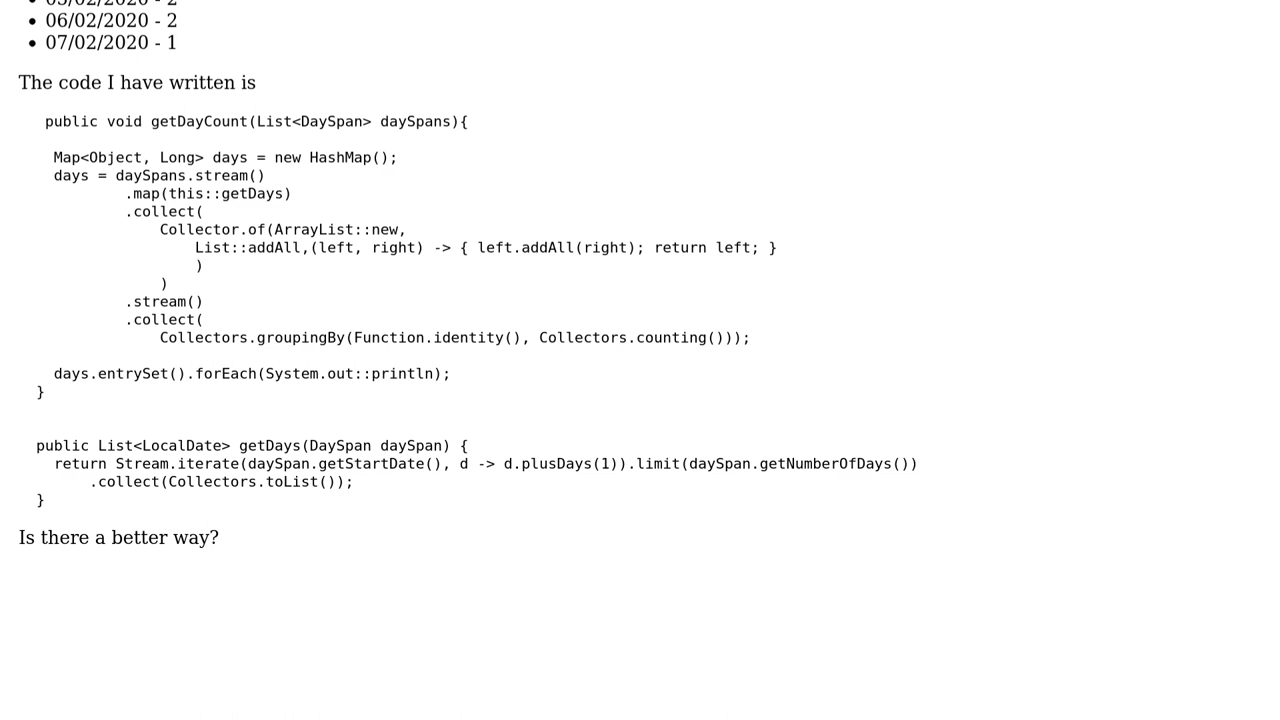 05/02/2020 - 2
06/02/2020 - 2
07/02/2020 - 1
The code I have written is
public void getDayCount(List<DaySpan> daySpans){
Map<Object, Long> days = new HashMap();
days = daySpans.stream()
.map(this::getDays)
.collect(
Collector.of(ArrayList::new,
List::addAll,(left, right) -> { left.addAll(right); return left; }
)
)
.stream()
.collect(
Collectors.groupingBy(Function.identity(), Collectors.counting()));
days.entrySet().forEach(System.out::println);
}
public List<LocalDate> getDays(DaySpan daySpan) {
return Stream.iterate(daySpan.getStartDate(), d -> d.plusDays(1)).limit(daySpan.getNumberOfDays())
.collect(Collectors.toList());
}
Is there a better way?